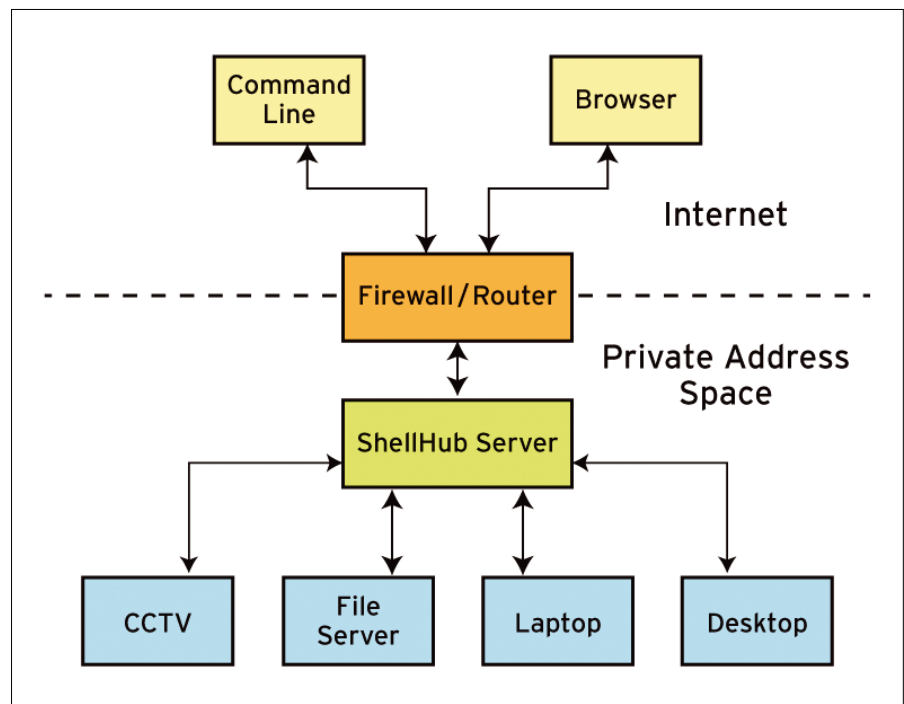 Command
Line
Browser
Internet
Firewall/Router
Private Address
Space
ShellHub Server
CCTV
File
Server
Laptop
Desktop